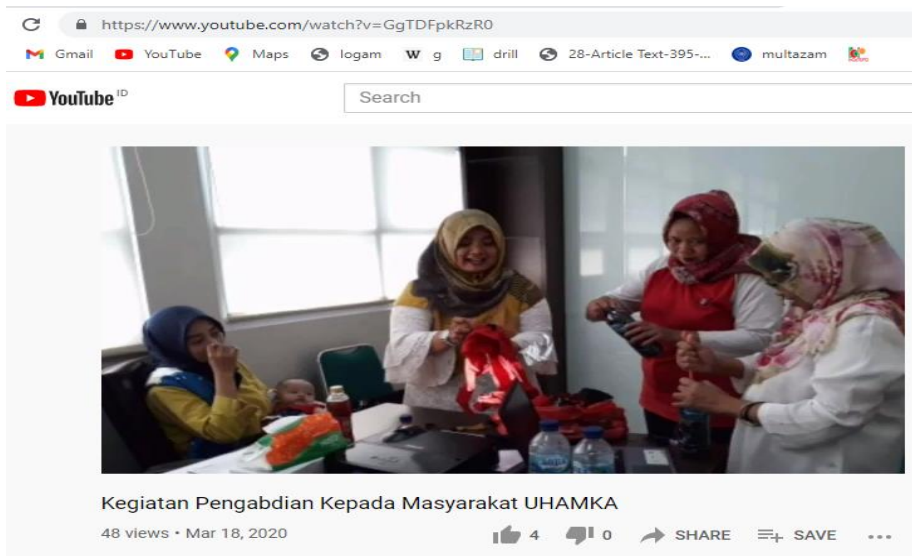 https://www.youtube.com/watch?v=GgTDFpkRzR0
Gmail YouTube Maps logam W g drill 28-Article Text-395-... multazam
YouTube ID
Search
Kegiatan Pengabdian Kepada Masyarakat UHAMKA
48 views • Mar 18, 2020
4 0 SHARE SAVE ...